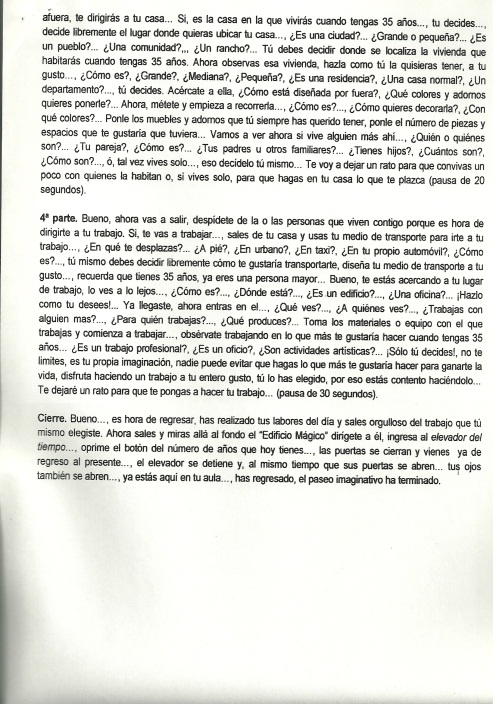 afuera, te dirigirás a tu casa... Si, es la casa en la que vivirás cuando tengas 35 años..., tu decides...,
decide libremente el lugar donde quieras ubicar tu casa..., ¿Es una ciudad?... ¿Grande o pequeña?... ¿Es
un pueblo?... ¿Una comunidad?,,, ¿Un rancho?... Tú debes decidir donde se localiza la vivienda que
habitarás cuando tengas 35 años. Ahora observas esa vivienda, hazla como tú la quisieras tener, a tu
gusto..., ¿Cómo es?, ¿Grande?, ¿Mediana?, ¿Pequeña?, ¿Es una residencia?, ¿Una casa normal?, ¿Un
departamento?..., tú decides. Acércate a ella, ¿Cómo está diseñada por fuera?, ¿Qué colores y adornos
quieres ponerle?... Ahora, métete y empieza a recorrerla..., ¿Cómo es?..., ¿Cómo quieres decorarla?, ¿Con
qué colores?... Ponle los muebles y adornos que tú siempre has querido tener, ponle el número de piezas y
espacios que te gustaría que tuviera... Vamos a ver ahora si vive alguien más ahí..., ¿Quién o quiénes
son?... ¿Tu pareja?, ¿Cómo es?... ¿Tus padres u otros familiares?... ¿Tienes hijos?, ¿Cuántos son?,
¿Cómo son?..., ó, tal vez vives solo..., eso decídelo tú mismo... Te voy a dejar un rato para que convivas un
poco con quienes la habitan o, si vives solo, para que hagas en tu casa lo que te plazca (pausa de 20
segundos).
4ª parte. Bueno, ahora vas a salir, despídete de la o las personas que viven contigo porque es hora de
dirigirte a tu trabajo. Si, te vas a trabajar..., sales de tu casa y usas tu medio de transporte para irte a tu
trabajo..., ¿En qué te desplazas?... ¿A pié?, ¿En urbano?, ¿En taxi?, ¿En tu propio automóvil?, ¿Cómo
es?..., tú mismo debes decidir libremente cómo te gustaría transportarte, diseña tu medio de transporte a tu
gusto..., recuerda que tienes 35 años, ya eres una persona mayor... Bueno, te estás acercando a tu lugar
de trabajo, lo ves a lo lejos..., ¿Cómo es?, ¿Dónde está?, ¿Es un edificio?..., ¿Una oficina?... ¡Hazlo
como tu desees!... Ya llegaste, ahora entras en el..., ¿Qué ves?..., ¿A quiénes ves?..., ¿Trabajas con
alguien mas?..., ¿Para quién trabajas?..., ¿Qué produces?... Toma los materiales o equipo con el que
trabajas y comienza a trabajar..., obsérvate trabajando en lo que más te gustaría hacer cuando tengas 35
años... ¿Es un trabajo profesional?, ¿Es un oficio?, ¿Son actividades artísticas?... ¡Sólo tú decides!, no te
limites, es tu propia imaginación, nadie puede evitar que hagas lo que más te gustaría hacer para ganarte la
vida, disfruta haciendo un trabajo a tu entero gusto, tú lo has elegido, por eso estás contento haciéndolo...
Te dejaré un rato para que te pongas a hacer tu trabajo... (pausa de 30 segundos).
Cierre. Bueno..., es hora de regresar, has realizado tus labores del día y sales orgulloso del trabajo que tú
mismo elegiste. Ahora sales y miras allá al fondo el "Edificio Mágico" dirígete a él, ingresa al elevador del
tiempo..., oprime el botón del número de años que hoy tienes..., las puertas se cierran y vienes ya de
regreso al presente..., el elevador se detiene y, al mismo tiempo que sus puertas se abren... tus ojos
también se abren..., ya estás aquí en tu aula..., has regresado, el paseo imaginativo ha terminado.